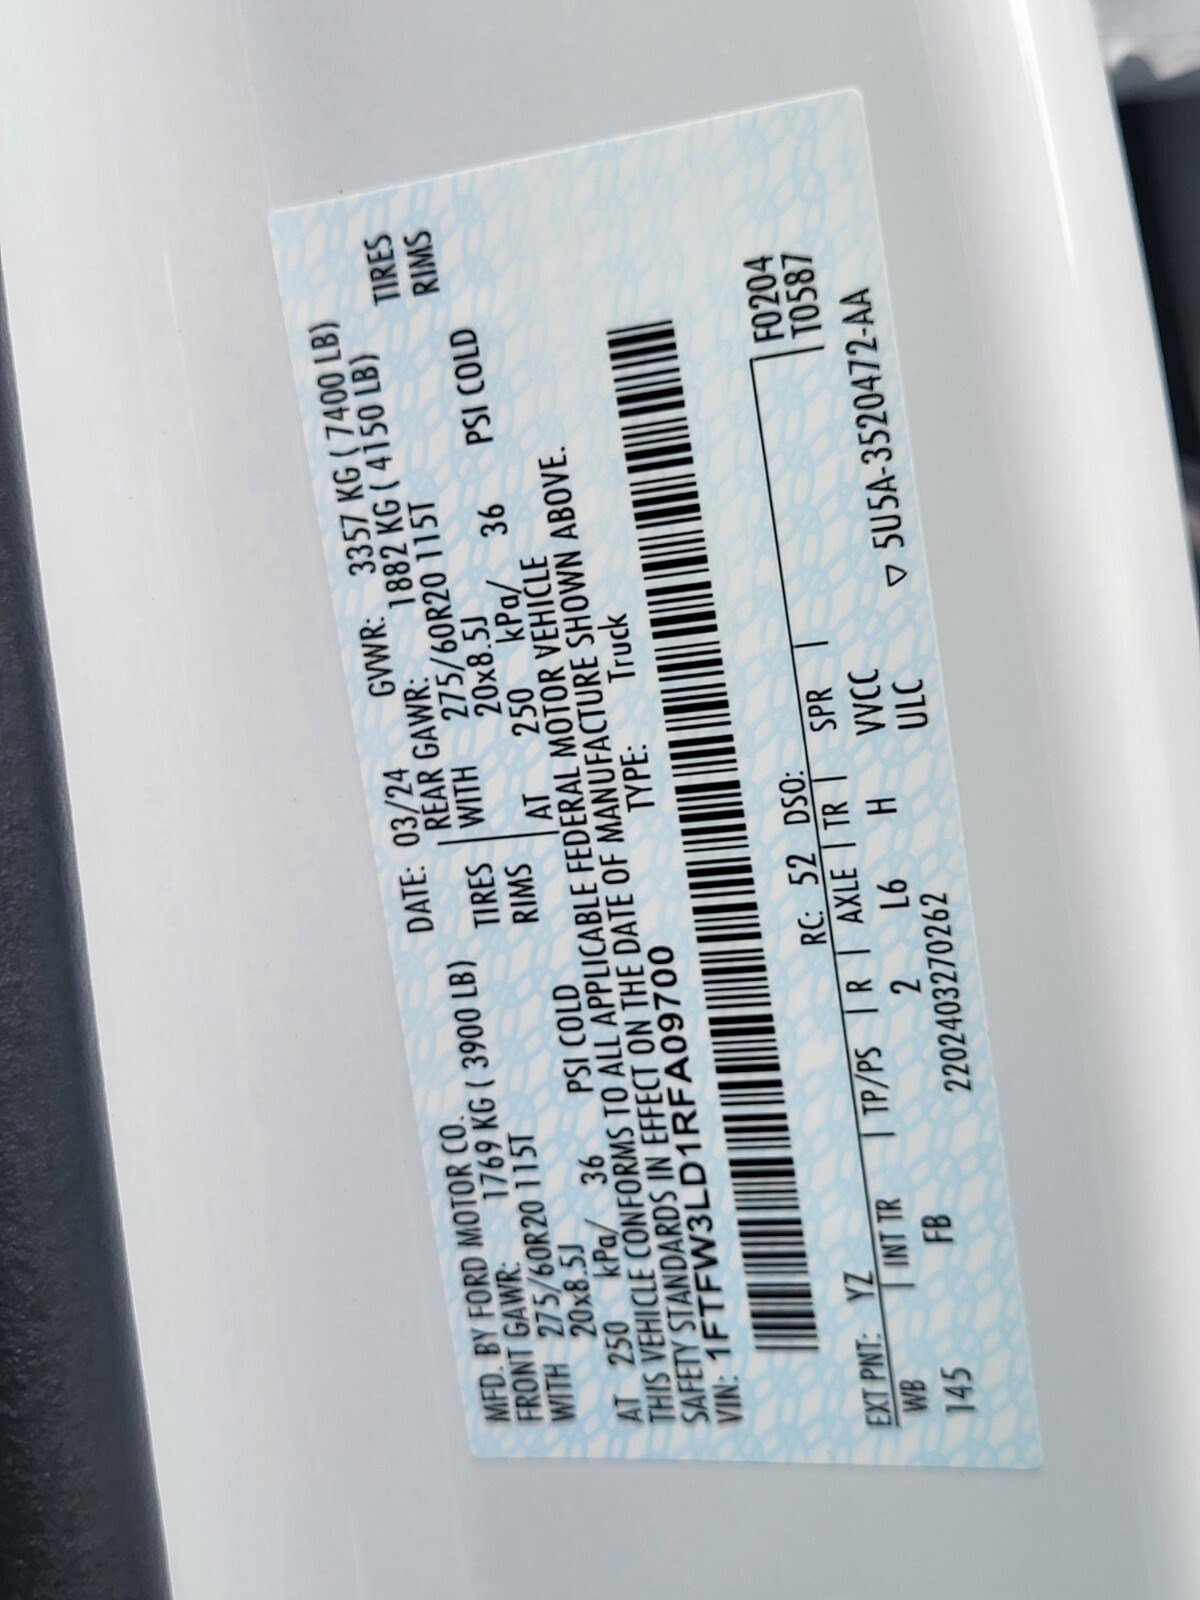 MFD. BY FORD MOTOR CO.
DATE: 03/24 GVWR: 3357 KG ( 7400 LB)
FRONT GAWR: 1769 KG ( 3900 LB) REAR GAWR: 1882 KG ( 4150 LB)
WITH 275/60R20 115T TIRES WITH 275/60R20 115T TIRES
20x8.5J RIMS 20x8.5J RIMS
AT 250 kPa/ 36 PSI COLD AT 250 kPa/ 36 PSI COLD
THIS VEHICLE CONFORMS TO ALL APPLICABLE FEDERAL MOTOR VEHICLE
SAFETY STANDARDS IN EFFECT ON THE DATE OF MANUFACTURE SHOWN ABOVE.
VIN: 1FTFW3LD1RFA09700 TYPE: Truck
F0204
EXT PNT: YZ RC: 52 DSO: T0587
WB INT TR TP/PS R AXLE TR SPR
145 FB 2 L6 H VVCC ▽ 5U5A-3520472-AA
2202403270262 ULC